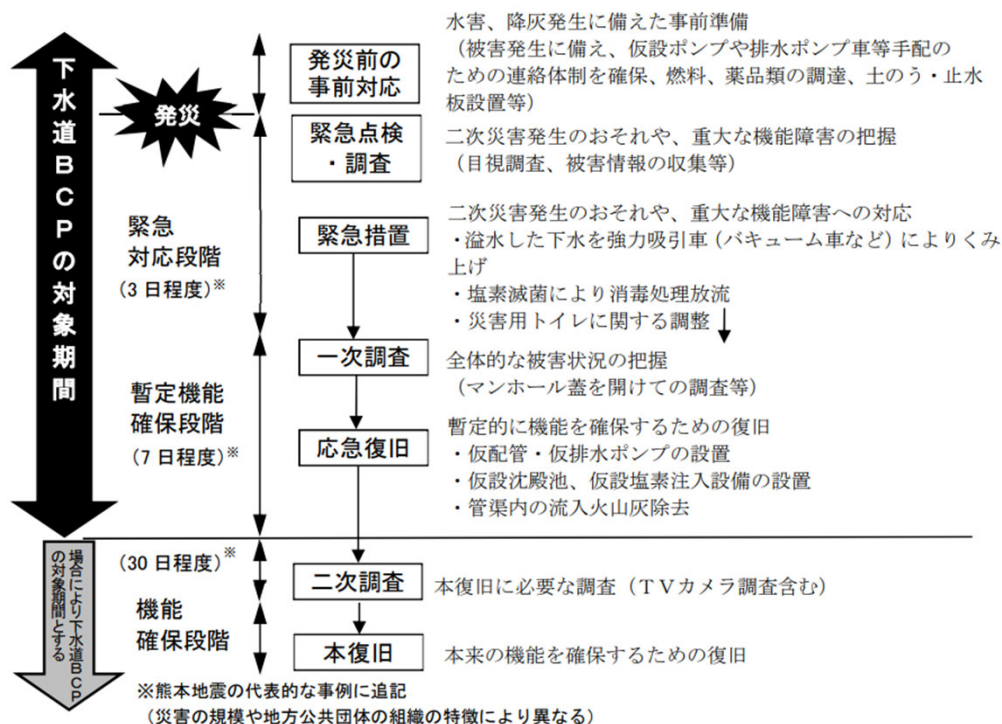 下水道ＢＣＰの対象期間
場合により下水道ＢＣＰ
の対象期間とする
発災
発災前の
事前対応
水害、降灰発生に備えた事前準備
（被害発生に備え、仮設ポンプや排水ポンプ車等手配の
ための連絡体制を確保、燃料、薬品類の調達、土のう・止水
板設置等）
緊急
対応段階
（３日程度）※
緊急点検
・調査
二次災害発生のおそれや、重大な機能障害の把握
（目視調査、被害情報の収集等）
緊急措置
二次災害発生のおそれや、重大な機能障害への対応
・溢水した下水を強力吸引車（バキューム車など）によりくみ
上げ
・塩素滅菌により消毒処理放流
・災害用トイレに関する調整
暫定機能
確保段階
（７日程度）※
一次調査
全体的な被害状況の把握
（マンホール蓋を開けての調査等）
応急復旧
暫定的に機能を確保するための復旧
・仮配管・仮排水ポンプの設置
・仮設沈殿池、仮設塩素注入設備の設置
・管渠内の流入火山灰除去
（30 日程度）※
機能
確保段階
二次調査
本復旧に必要な調査（ＴＶカメラ調査含む）
本復旧
本来の機能を確保するための復旧
※熊本地震の代表的な事例に追記
（災害の規模や地方公共団体の組織の特徴により異なる）